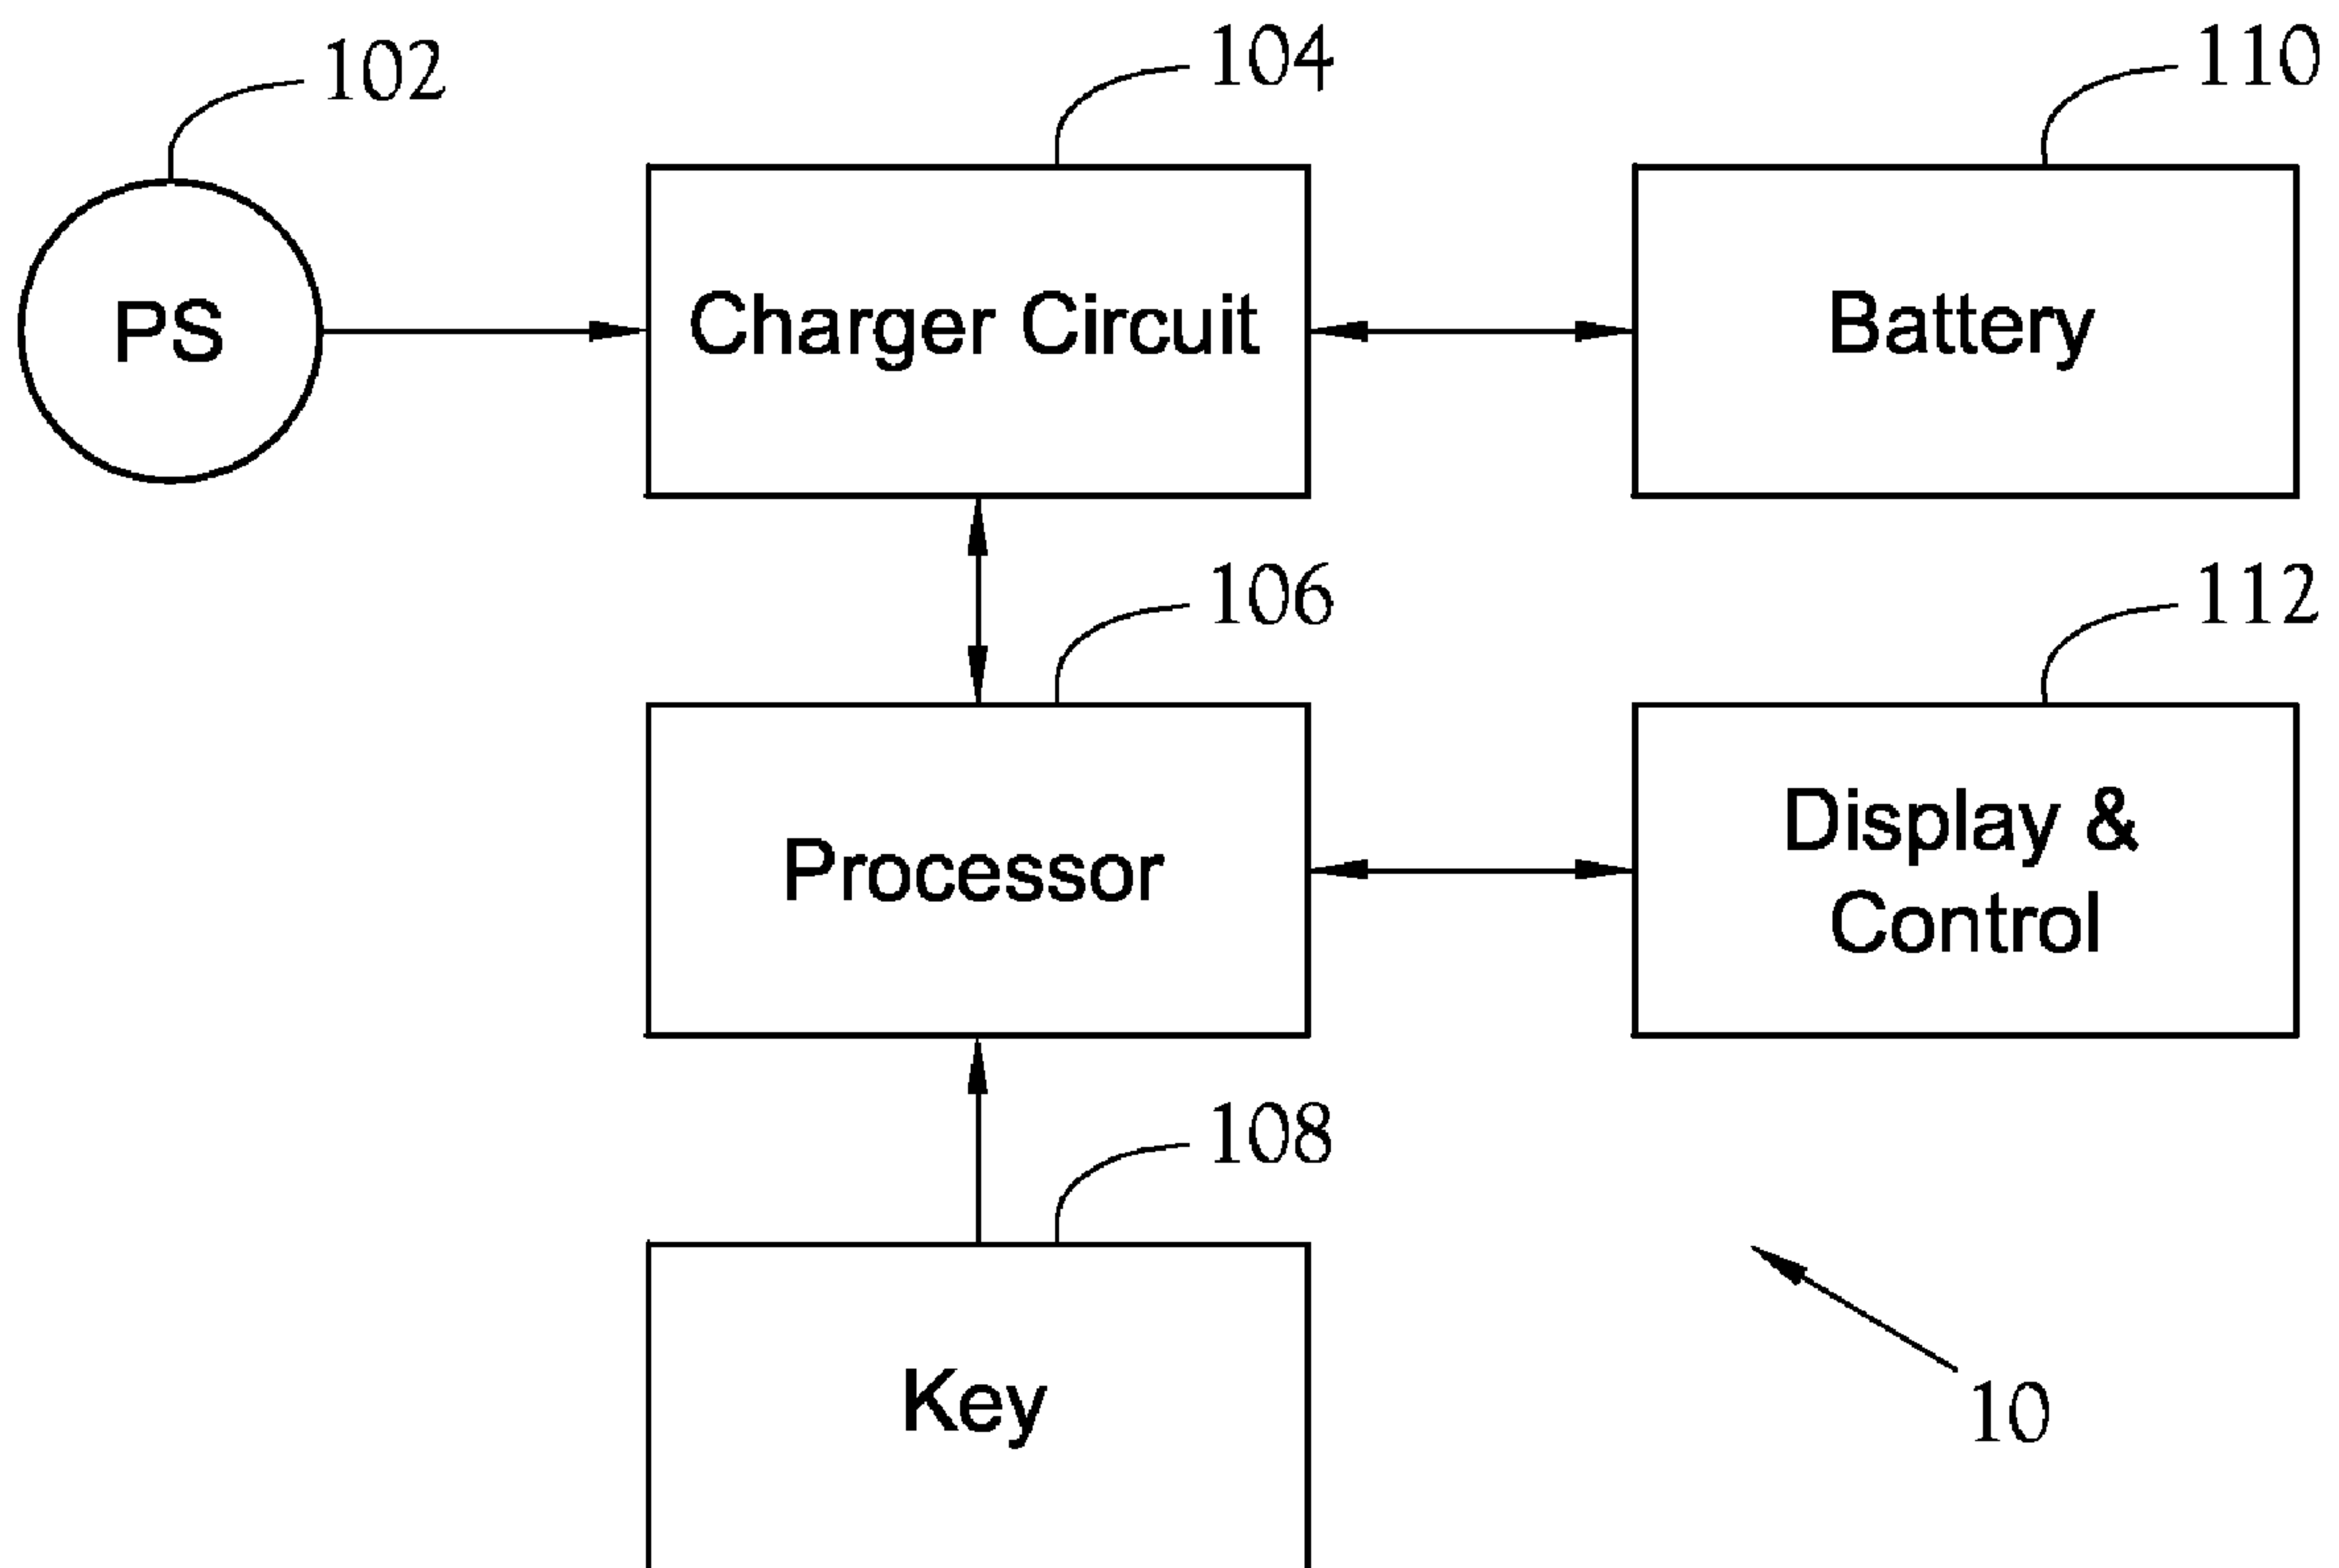 102
104
110
PS
Charger Circuit
Battery
106
112
Processor
Display &
Control
108
Key
10